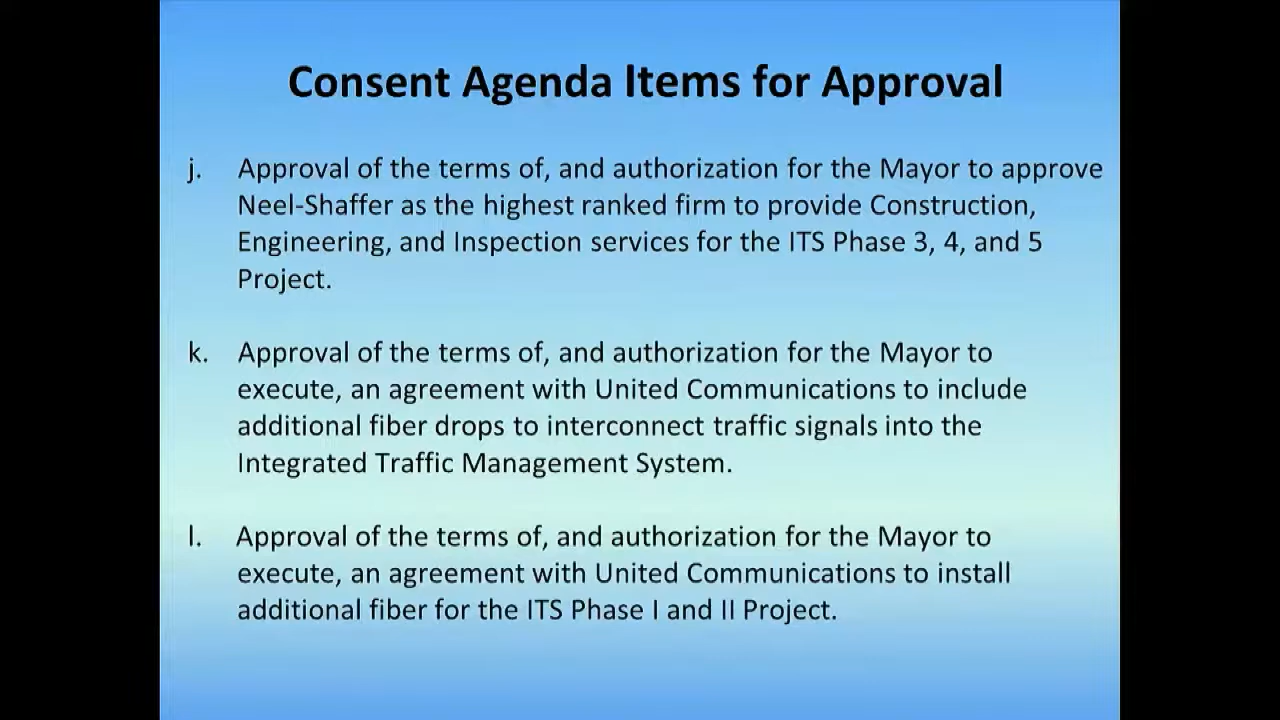 Consent Agenda Items for Approval
j. Approval of the terms of, and authorization for the Mayor to approve
Neel-Shaffer as the highest ranked firm to provide Construction,
Engineering, and Inspection services for the ITS Phase 3, 4, and 5
Project.
k. Approval of the terms of, and authorization for the Mayor to
execute, an agreement with United Communications to include
additional fiber drops to interconnect traffic signals into the
Integrated Traffic Management System.
l. Approval of the terms of, and authorization for the Mayor to
execute, an agreement with United Communications to install
additional fiber for the ITS Phase I and II Project.